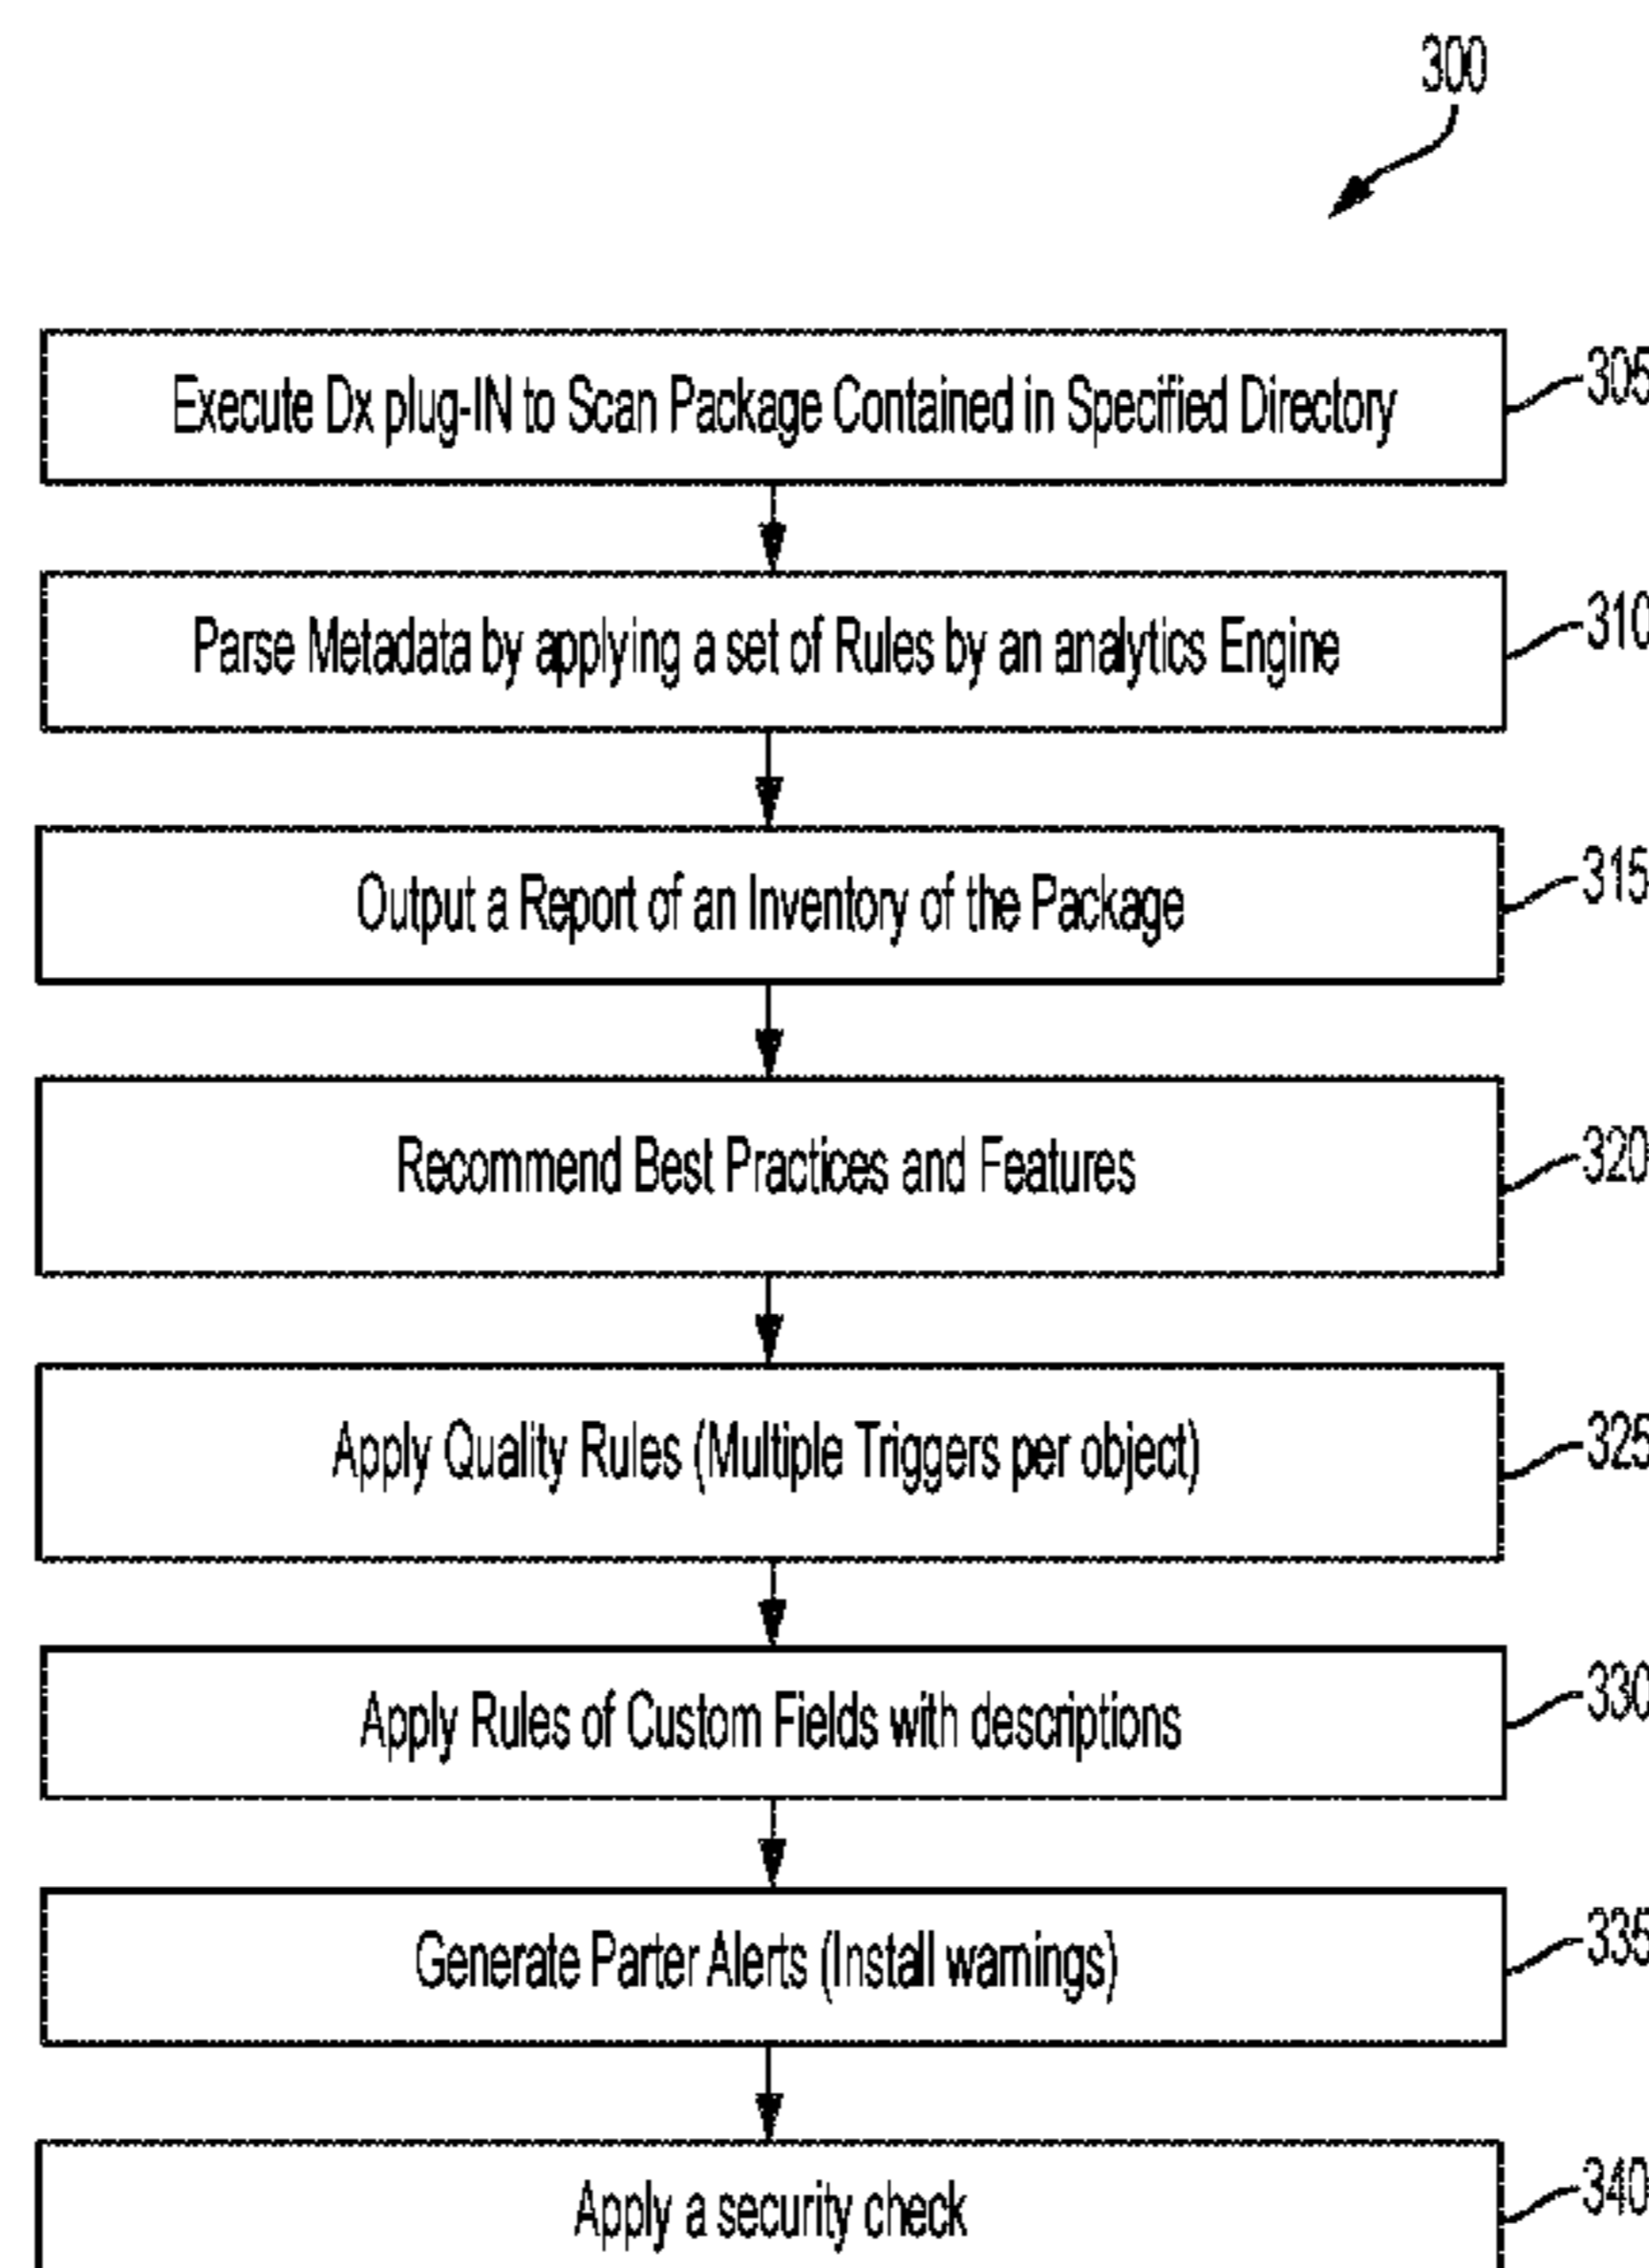 300
Execute Dx plug-IN to Scan Package Contained in Specified Directory
305
Parse Metadata by applying a set of Rules by an analytics Engine
310
Output a Report of an Inventory of the Package
315
Recommend Best Practices and Features
320
Apply Quality Rules (Multiple Triggers per object)
325
Apply Rules of Custom Fields with descriptions
330
Generate Parter Alerts (Install warnings)
335
Apply a security check
340